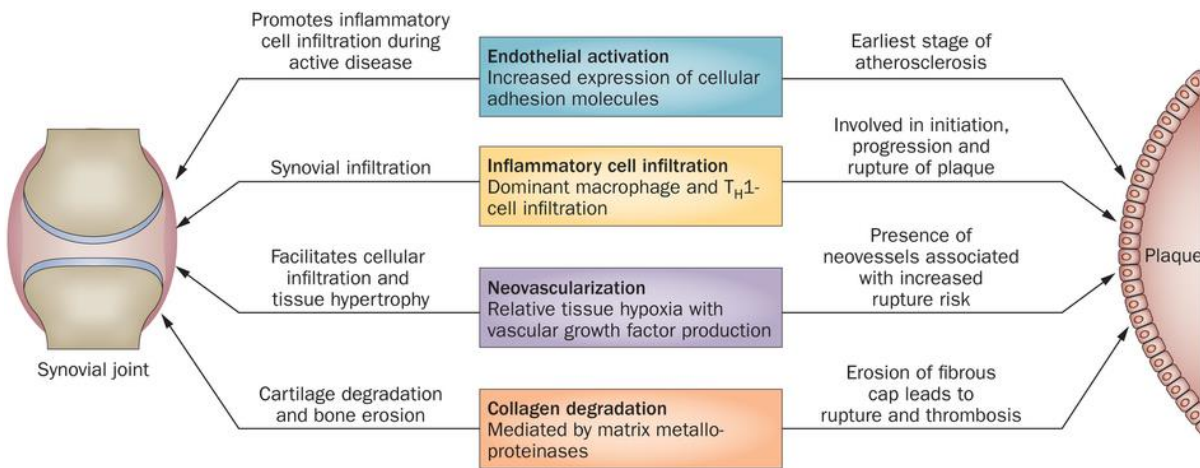 Promotes inflammatory
cell infiltration during
active disease
Endothelial activation
Increased expression of cellular
adhesion molecules
Earliest stage of
atherosclerosis
Synovial infiltration
Inflammatory cell infiltration
Dominant macrophage and TH1-
cell infiltration
Involved in initiation,
progression and
rupture of plaque
Facilitates cellular
infiltration and
tissue hypertrophy
Neovascularization
Relative tissue hypoxia with
vascular growth factor production
Presence of
neovessels associated
with increased
rupture risk
Plaque
Synovial joint
Cartilage degradation
and bone erosion
Collagen degradation
Mediated by matrix metallo-
proteinases
Erosion of fibrous
cap leads to
rupture and thrombosis